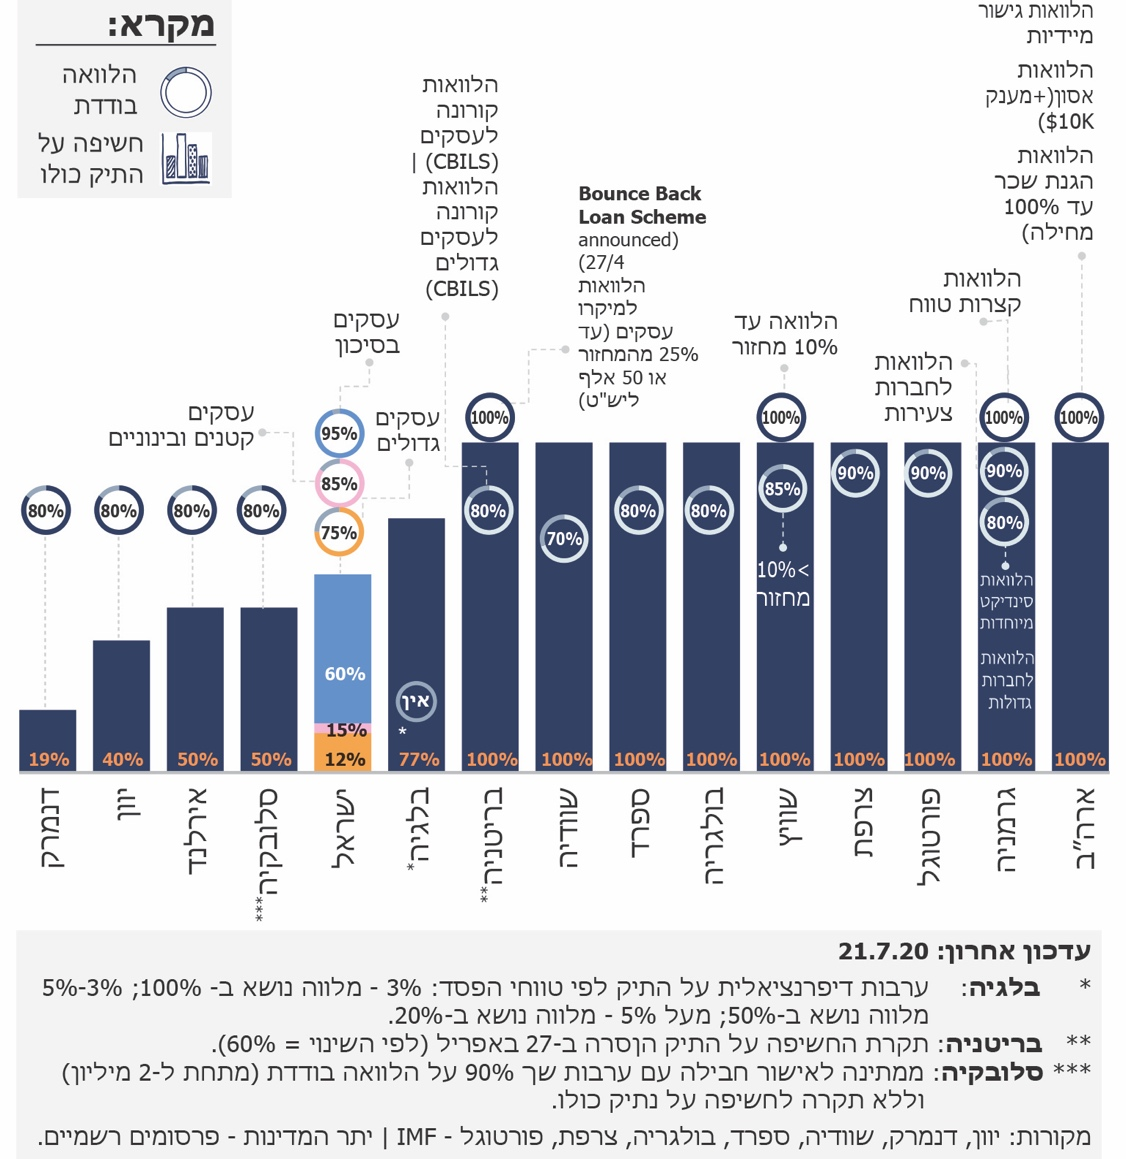 מקרא:
הלוואה
בודדת
חשיפה על
התיק כולו
הלוואות גישור
מיידיות
הלוואות
אסון(+מענק
$10K)
הלוואות
הגנת שכר
עד 100%
מחילה)
הלוואות
קצרות טווח
הלוואות
לחברות
צעירות
הלוואה עד
10% מחזור
Bounce Back
Loan Scheme
(announced
27/4)
הלוואות
למיקרו
עסקים (עד
25% מהמחזור
או 50 אלף
ליש"ט)
הלוואות
קורונה
לעסקים
(CBILS) |
הלוואות
קורונה
לעסקים
גדולים
(CBILS)
עסקים
בסיכון
עסקים
גדולים
עסקים
קטנים ובינוניים
100%
100%
90%
80%
הלוואות
סינדיקט
מיוחדות
הלוואות
לחברות
גדולות
90%
90%
100%
85%
>10%
מחזור
80%
80%
70%
100%
80%
אין
*
95%
85%
75%
60%
15%
12%
80%
80%
80%
80%
19%
40%
50%
50%
77%
100%
100%
100%
100%
100%
100%
100%
100%
100%
דנמרק
יוון
אירלנד
סלובקיה***
ישראל
בלגיה*
בריטניה**
שוודיה
ספרד
בולגריה
שוויץ
צרפת
פורטוגל
גרמניה
ארה"ב
עדכון אחרון: 21.7.20
* בלגיה: ערבות דיפרנציאלית על התיק לפי טווחי הפסד: 3% - מלווה נושא ב- 100%; 3%-5%
מלווה נושא ב-50%; מעל 5% - מלווה נושא ב-20%.
** בריטניה: תקרת החשיפה על התיק הןסרה ב-27 באפריל (לפי השינוי = 60%).
*** סלובקיה: ממתינה לאישור חבילה עם ערבות שך 90% על הלוואה בודדת (מתחת ל-2 מיליון)
וללא תקרה לחשיפה על נתיק כולו.
מקורות: יוון, דנמרק, שוודיה, ספרד, בולגריה, צרפת, פורטוגל - IMF | יתר המדינות - פרסומים רשמיים.